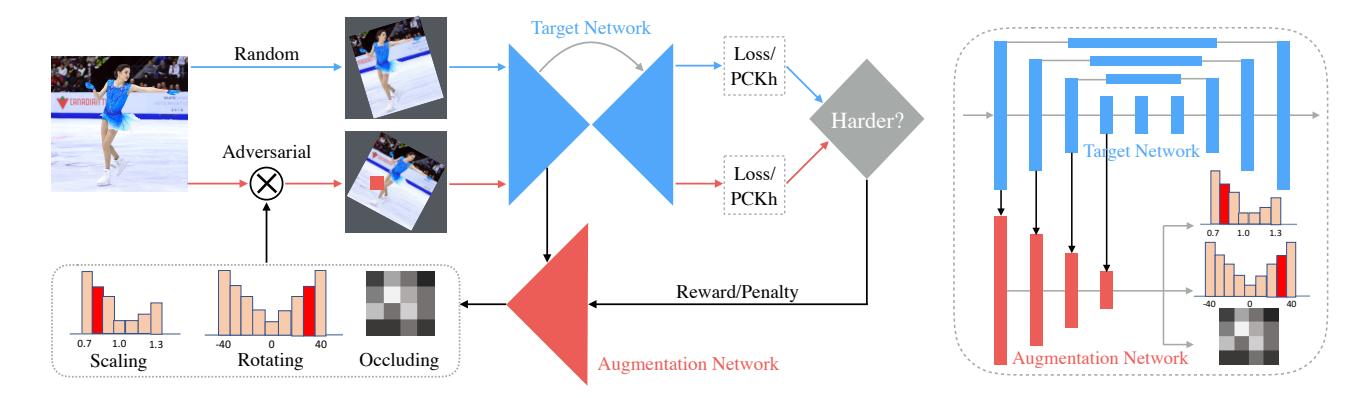 Target Network
Random
Loss/
PCKh
CANADIAN TI
Adversarial
Harder?
Loss/
PCKh
Reward/Penalty
0.7 1.0 1.3
-40 0 40
Scaling
Rotating
Occluding
Augmentation Network
Target Network
0.7 1.0 1.3
-40 0 40
Augmentation Network